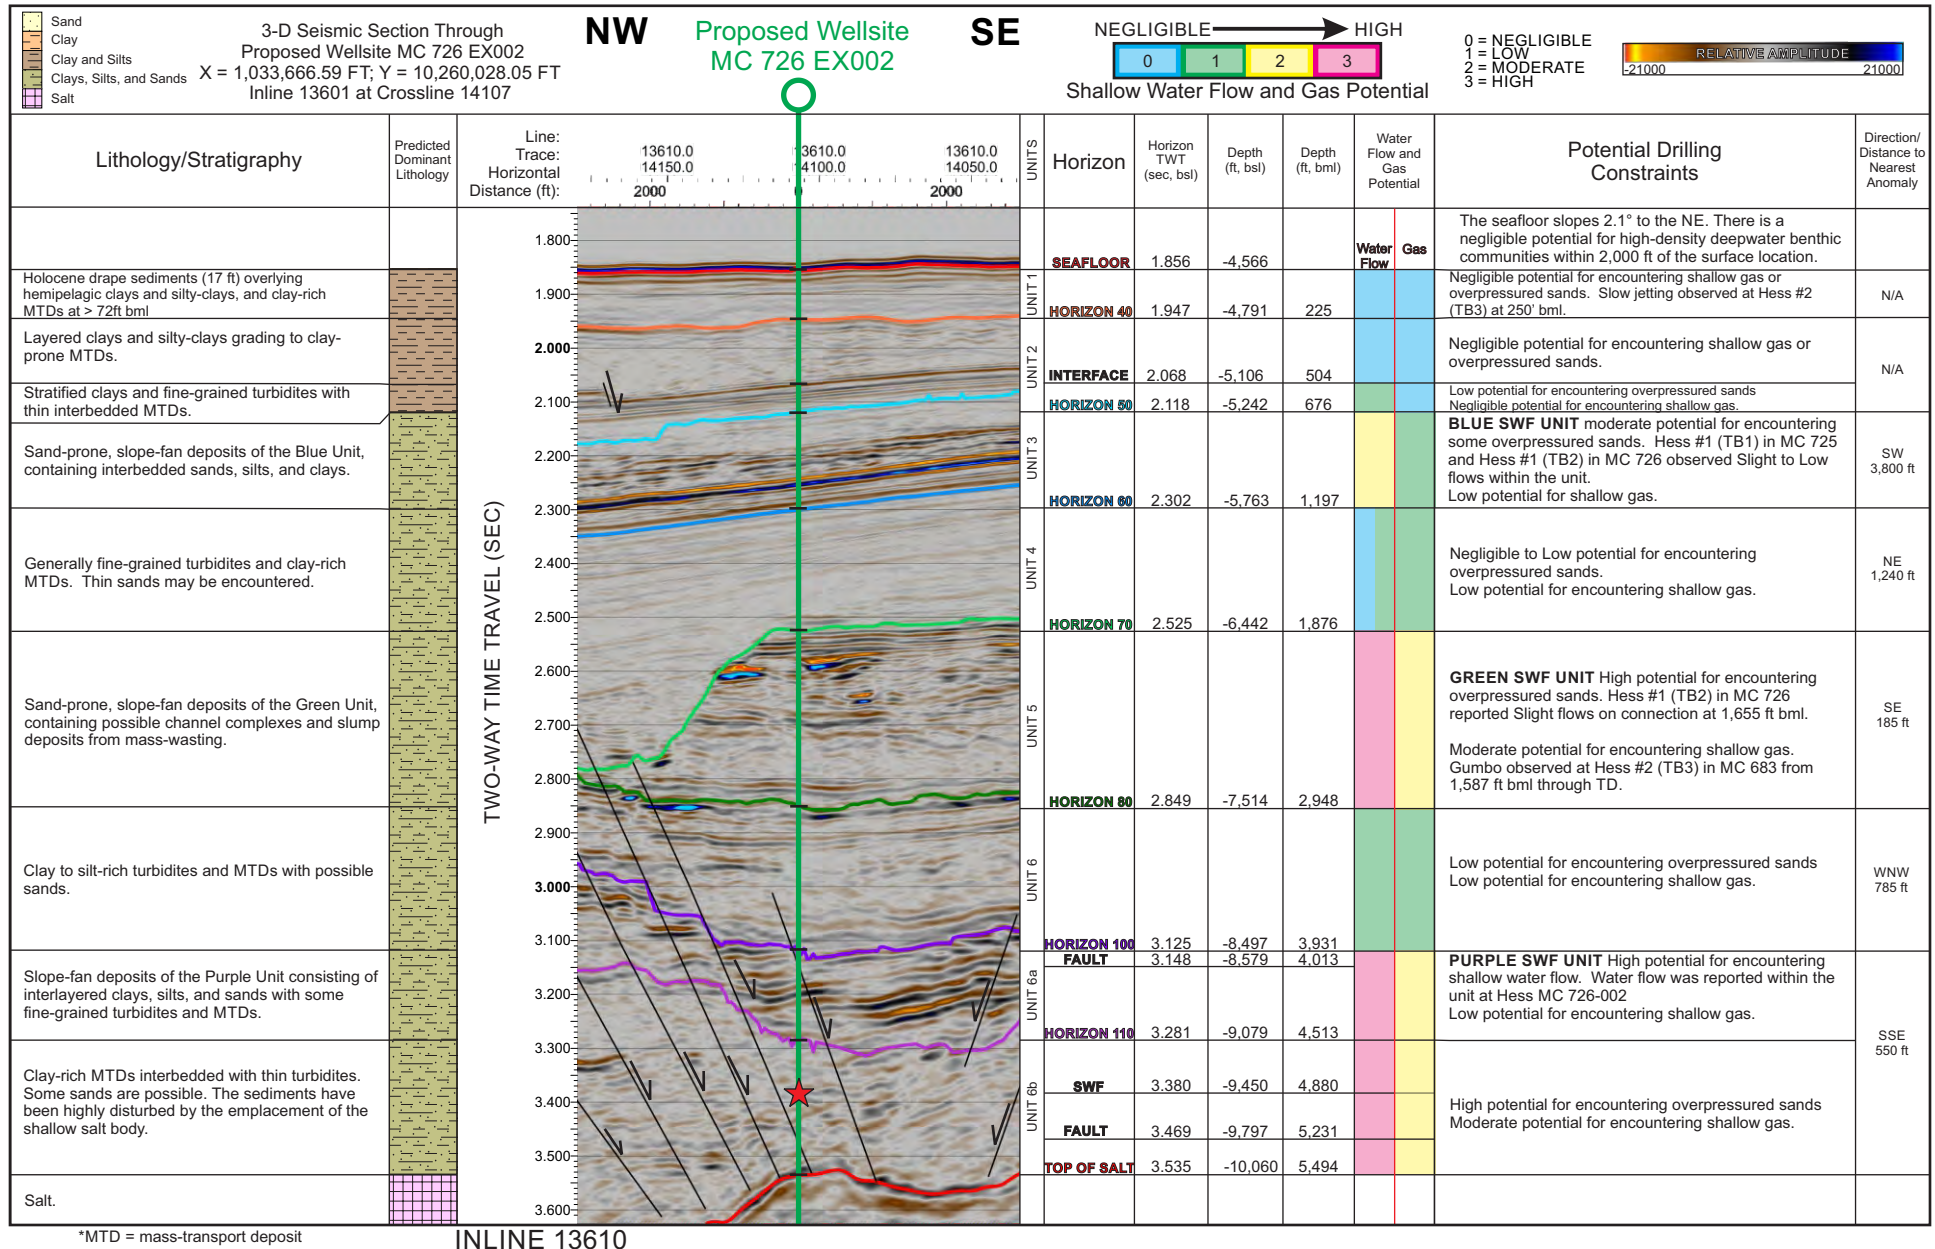 Sand
Clay
Clay and Silts
Clays, Silts, and Sands
Salt
3-D Seismic Section Through
Proposed Wellsite MC 726 EX002
X = 1,033,666.59 FT; Y = 10,260,028.05 FT
Inline 13601 at Crossline 14107
NW
Proposed Wellsite
MC 726 EX002
SE
NEGLIGIBLE HIGH
0 1 2 3
Shallow Water Flow and Gas Potential
0 = NEGLIGIBLE
1 = LOW
2 = MODERATE
3 = HIGH
RELATIVE AMPLITUDE
-21000 21000
Lithology/Stratigraphy
Predicted
Dominant
Lithology
Line:
Trace:
Horizontal
Distance (ft):
13610.0 13610.0 13610.0
14150.0 14100.0 14050.0
2000 0 2000
UNITS
Horizon
Horizon
TWT
(sec, bsl)
Depth
(ft, bsl)
Depth
(ft, bml)
Water
Flow and
Gas
Potential
Potential Drilling
Constraints
Direction/
Distance to
Nearest
Anomaly
TWO-WAY TIME TRAVEL (SEC)
1.800
1.900
2.000
2.100
2.200
2.300
2.400
2.500
2.600
2.700
2.800
2.900
3.000
3.100
3.200
3.300
3.400
3.500
3.600
SEAFLOOR 1.856 -4,566
Water
Flow
Gas
The seafloor slopes 2.1° to the NE. There is a
negligible potential for high-density deepwater benthic
communities within 2,000 ft of the surface location.
Holocene drape sediments (17 ft) overlying
hemipelagic clays and silty-clays, and clay-rich
MTDs at > 72ft bml
UNIT 1
HORIZON 40 1.947 -4,791 225
Negligible potential for encountering shallow gas or
overpressured sands. Slow jetting observed at Hess #2
(TB3) at 250' bml.
N/A
Layered clays and silty-clays grading to clay-
prone MTDs.
UNIT 2
INTERFACE 2.068 -5,106 504
Negligible potential for encountering shallow gas or
overpressured sands.
N/A
Stratified clays and fine-grained turbidites with
thin interbedded MTDs.
HORIZON 50 2.118 -5,242 676
Low potential for encountering overpressured sands
Negligible potential for encountering shallow gas.
Sand-prone, slope-fan deposits of the Blue Unit,
containing interbedded sands, silts, and clays.
UNIT 3
HORIZON 60 2.302 -5,763 1,197
BLUE SWF UNIT moderate potential for encountering
some overpressured sands. Hess #1 (TB1) in MC 725
and Hess #1 (TB2) in MC 726 observed Slight to Low
flows within the unit.
Low potential for shallow gas.
SW
3,800 ft
Generally fine-grained turbidites and clay-rich
MTDs. Thin sands may be encountered.
UNIT 4
HORIZON 70 2.525 -6,442 1,876
Negligible to Low potential for encountering
overpressured sands.
Low potential for encountering shallow gas.
NE
1,240 ft
Sand-prone, slope-fan deposits of the Green Unit,
containing possible channel complexes and slump
deposits from mass-wasting.
UNIT 5
HORIZON 80 2.849 -7,514 2,948
GREEN SWF UNIT High potential for encountering
overpressured sands. Hess #1 (TB2) in MC 726
reported Slight flows on connection at 1,655 ft bml.
Moderate potential for encountering shallow gas.
Gumbo observed at Hess #2 (TB3) in MC 683 from
1,587 ft bml through TD.
SE
185 ft
Clay to silt-rich turbidites and MTDs with possible
sands.
UNIT 6
HORIZON 100 3.125 -8,497 3,931
Low potential for encountering overpressured sands
Low potential for encountering shallow gas.
WNW
785 ft
Slope-fan deposits of the Purple Unit consisting of
interlayered clays, silts, and sands with some
fine-grained turbidites and MTDs.
UNIT 6a
FAULT 3.148 -8,579 4,013
HORIZON 110 3.281 -9,079 4,513
PURPLE SWF UNIT High potential for encountering
shallow water flow. Water flow was reported within the
unit at Hess MC 726-002
Low potential for encountering shallow gas.
SSE
550 ft
Clay-rich MTDs interbedded with thin turbidites.
Some sands are possible. The sediments have
been highly disturbed by the emplacement of the
shallow salt body.
UNIT 6b
SWF 3.380 -9,450 4,880
FAULT 3.469 -9,797 5,231
TOP OF SALT 3.535 -10,060 5,494
High potential for encountering overpressured sands
Moderate potential for encountering shallow gas.
Salt.
*MTD = mass-transport deposit
INLINE 13610